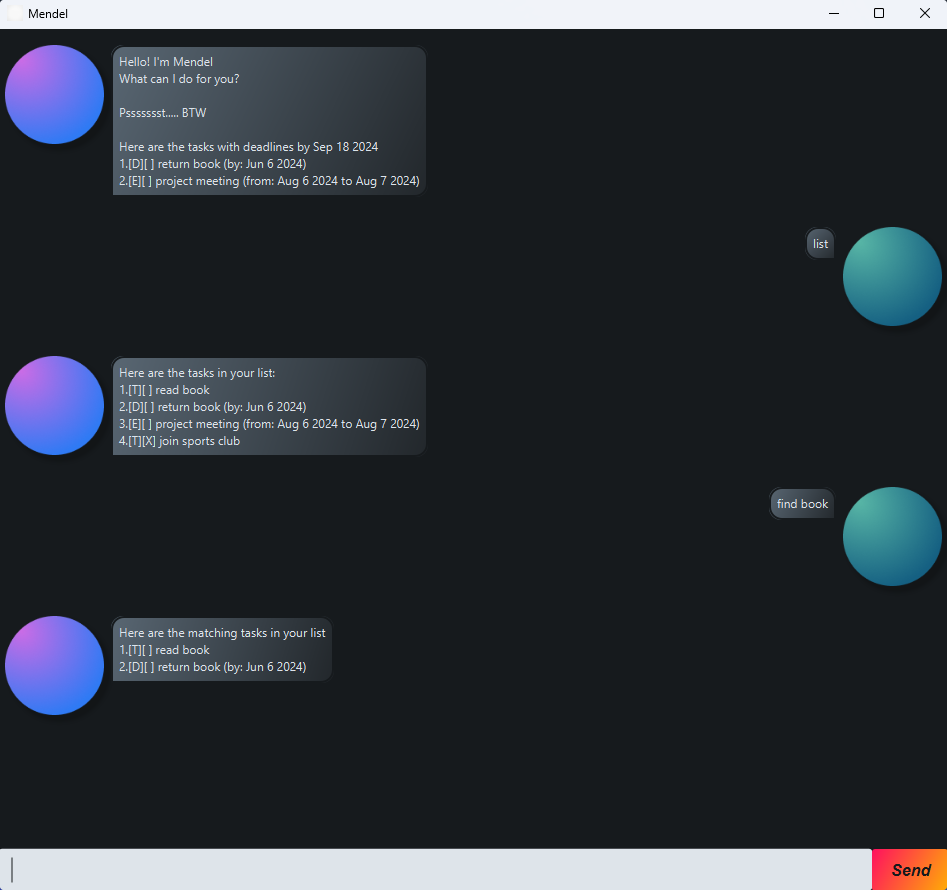 Mendel
Hello! I'm Mendel
What can I do for you?
Pssssssst..... BTW
Here are the tasks with deadlines by Sep 18 2024
1.[D][ ] return book (by: Jun 6 2024)
2.[E][ ] project meeting (from: Aug 6 2024 to Aug 7 2024)
list
Here are the tasks in your list:
1.[T][ ] read book
2.[D][ ] return book (by: Jun 6 2024)
3.[E][ ] project meeting (from: Aug 6 2024 to Aug 7 2024)
4.[T][X] join sports club
find book
Here are the matching tasks in your list
1.[T][ ] read book
2.[D][ ] return book (by: Jun 6 2024)
Send